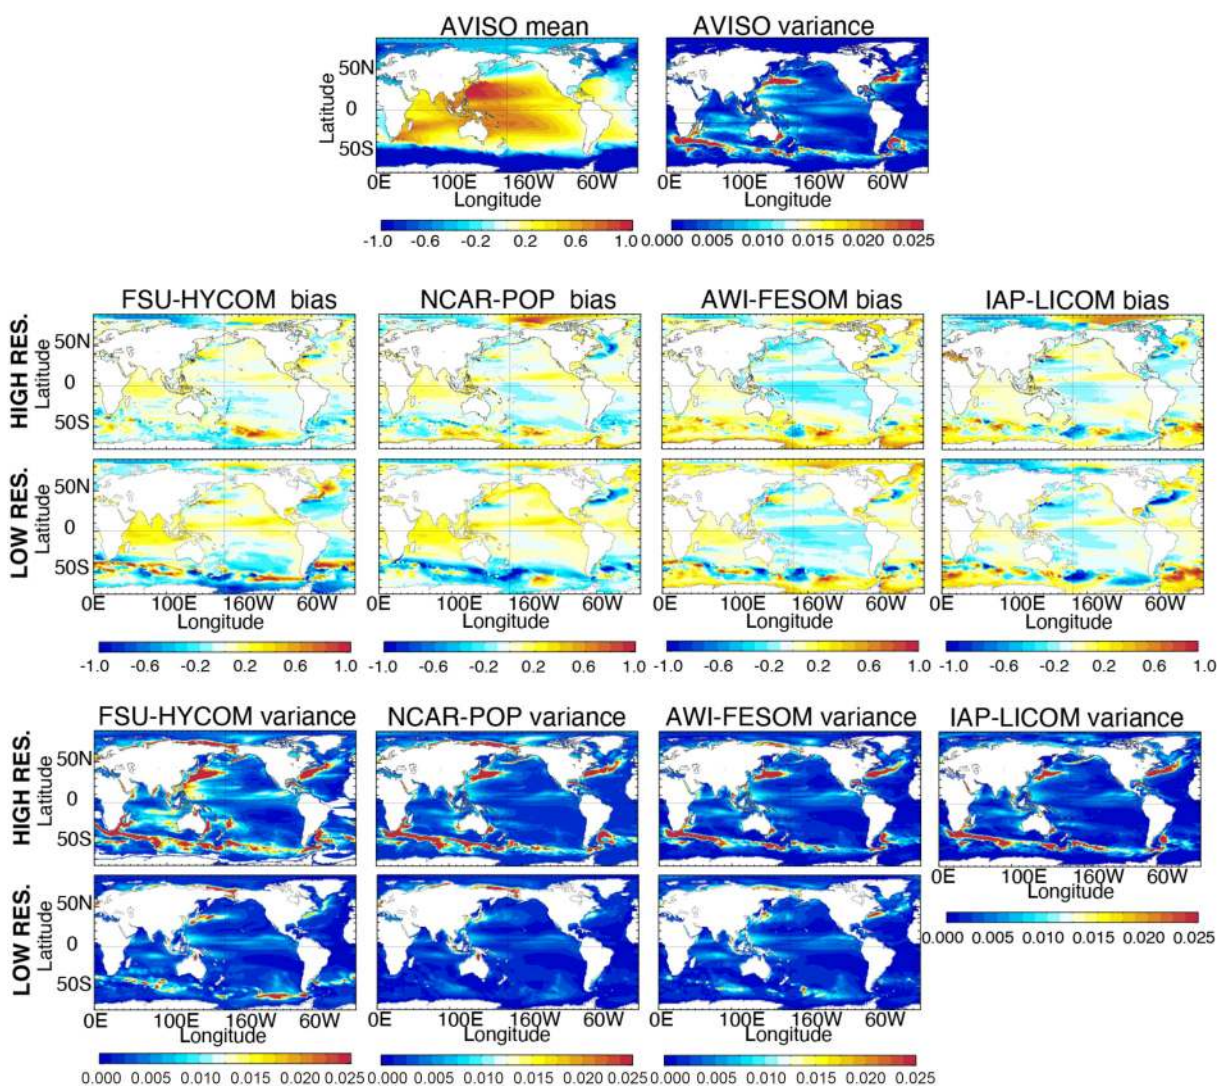 AVISO mean AVISO variance
50N
0
50S
Latitude
0E 100E 160W 60W 0E 100E 160W 60W
Longitude Longitude
-1.0 -0.6 -0.2 0.2 0.6 1.0 0.000 0.005 0.010 0.015 0.020 0.025
FSU-HYCOM bias NCAR-POP bias AWI-FESOM bias IAP-LICOM bias
HIGH RES.
Latitude
50N
0
50S
LOW RES.
Latitude
50N
0
50S
0E 100E 160W 60W 0E 100E 160W 60W 0E 100E 160W 60W 0E 100E 160W 60W
Longitude Longitude Longitude Longitude
-1.0 -0.6 -0.2 0.2 0.6 1.0 -1.0 -0.6 -0.2 0.2 0.6 1.0 -1.0 -0.6 -0.2 0.2 0.6 1.0 -1.0 -0.6 -0.2 0.2 0.6 1.0
FSU-HYCOM variance NCAR-POP variance AWI-FESOM variance IAP-LICOM variance
HIGH RES.
Latitude
50N
0
50S
0E 100E 160W 60W
Longitude
0.000 0.005 0.010 0.015 0.020 0.025
LOW RES.
Latitude
50N
0
50S
0E 100E 160W 60W 0E 100E 160W 60W 0E 100E 160W 60W
Longitude Longitude Longitude
0.000 0.005 0.010 0.015 0.020 0.025 0.000 0.005 0.010 0.015 0.020 0.025 0.000 0.005 0.010 0.015 0.020 0.025